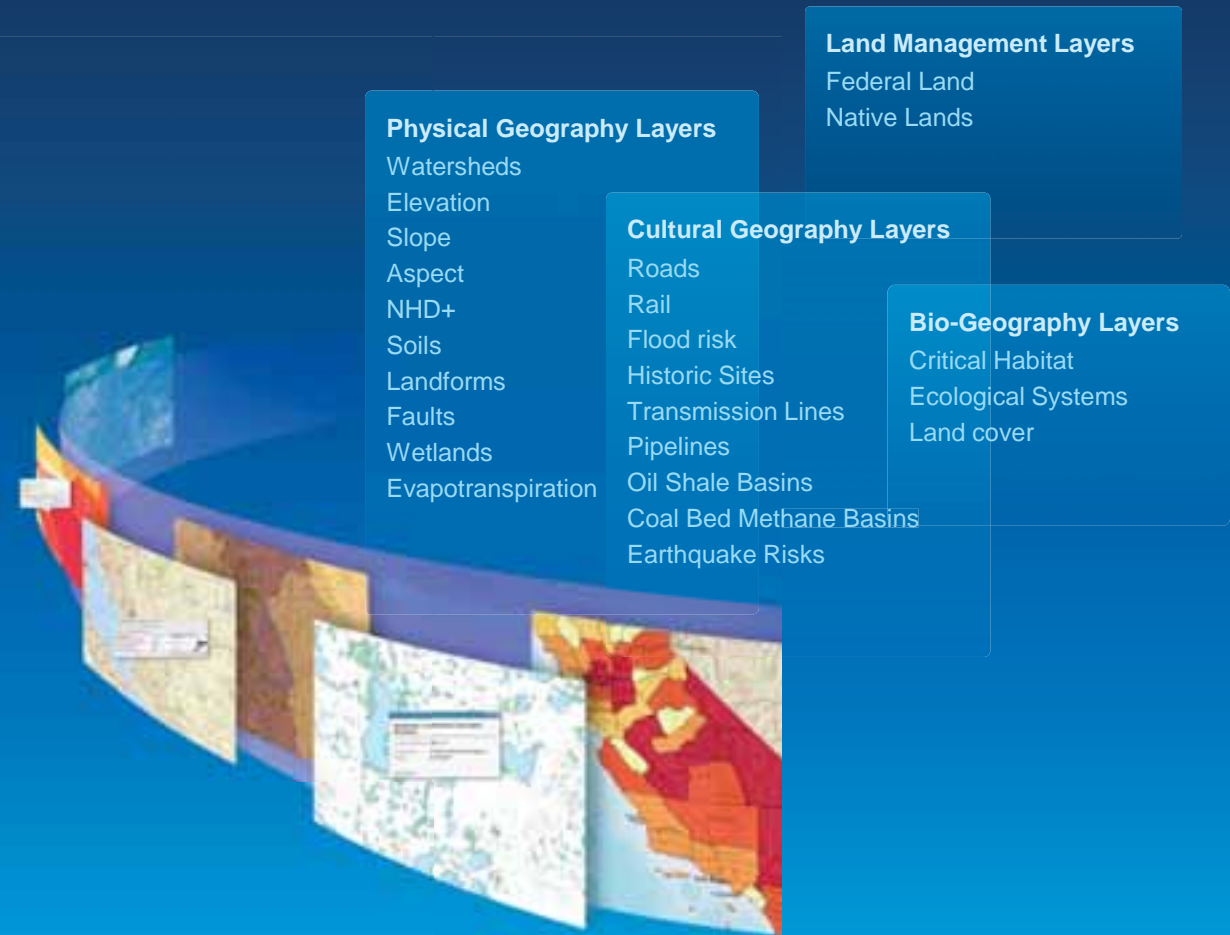 Land Management Layers
Federal Land
Native Lands
Physical Geography Layers
Watersheds
Elevation
Slope
Aspect
NHD+
Soils
Landforms
Faults
Wetlands
Evapotranspiration
Cultural Geography Layers
Roads
Rail
Flood risk
Historic Sites
Transmission Lines
Pipelines
Oil Shale Basins
Coal Bed Methane Basins
Earthquake Risks
Bio-Geography Layers
Critical Habitat
Ecological Systems
Land cover